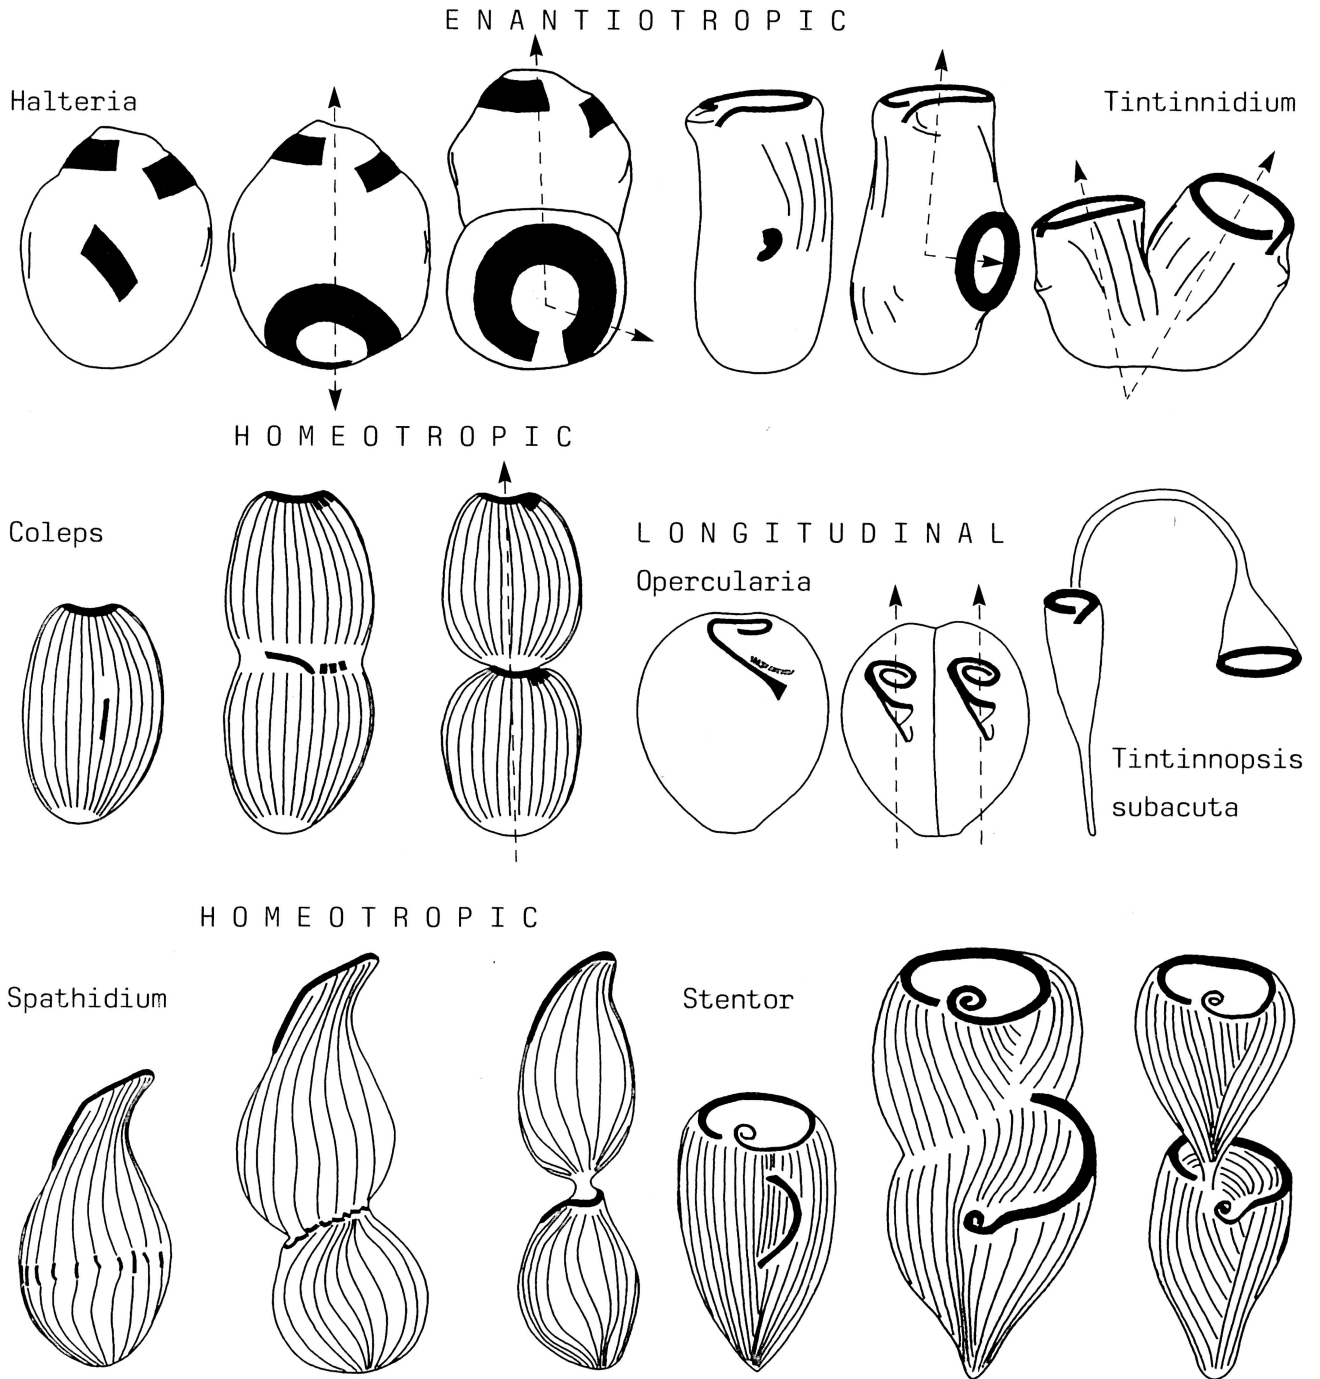 ENANTIOTROPIC
Halteria
Tintinnidium
HOMEOTROPIC
Coleps
LONGITUDINAL
Opercularia
Tintinnopsis
subacuta
HOMEOTROPIC
Spathidium
Stentor